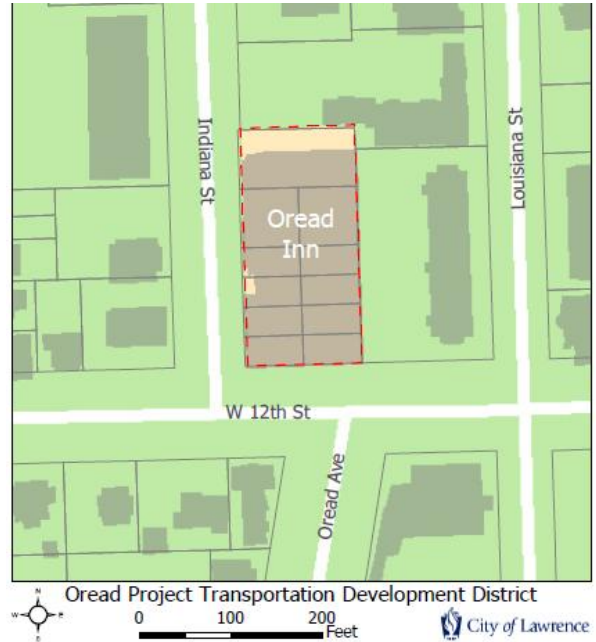 Indiana St
Louisiana St
Oread
Inn
W 12th St
Oread Ave
Oread Project Transportation Development District
N
W E
S
0 100 200
Feet
City of Lawrence